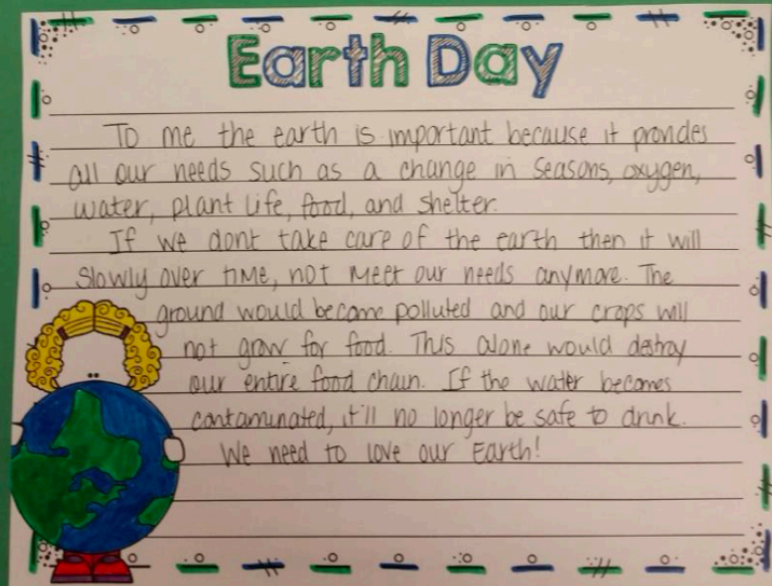 Earth Day
To me the earth is important because it provides
all our needs such as a change in seasons, oxygen,
water, plant life, food, and shelter.
If we dont take care of the earth then it will
slowly over time, not meet our needs anymore. The
ground would become polluted and our crops will
not grow for food. This alone would destroy
our entire food chain. If the water becomes
contaminated, it'll no longer be safe to drink.
We need to love our Earth!